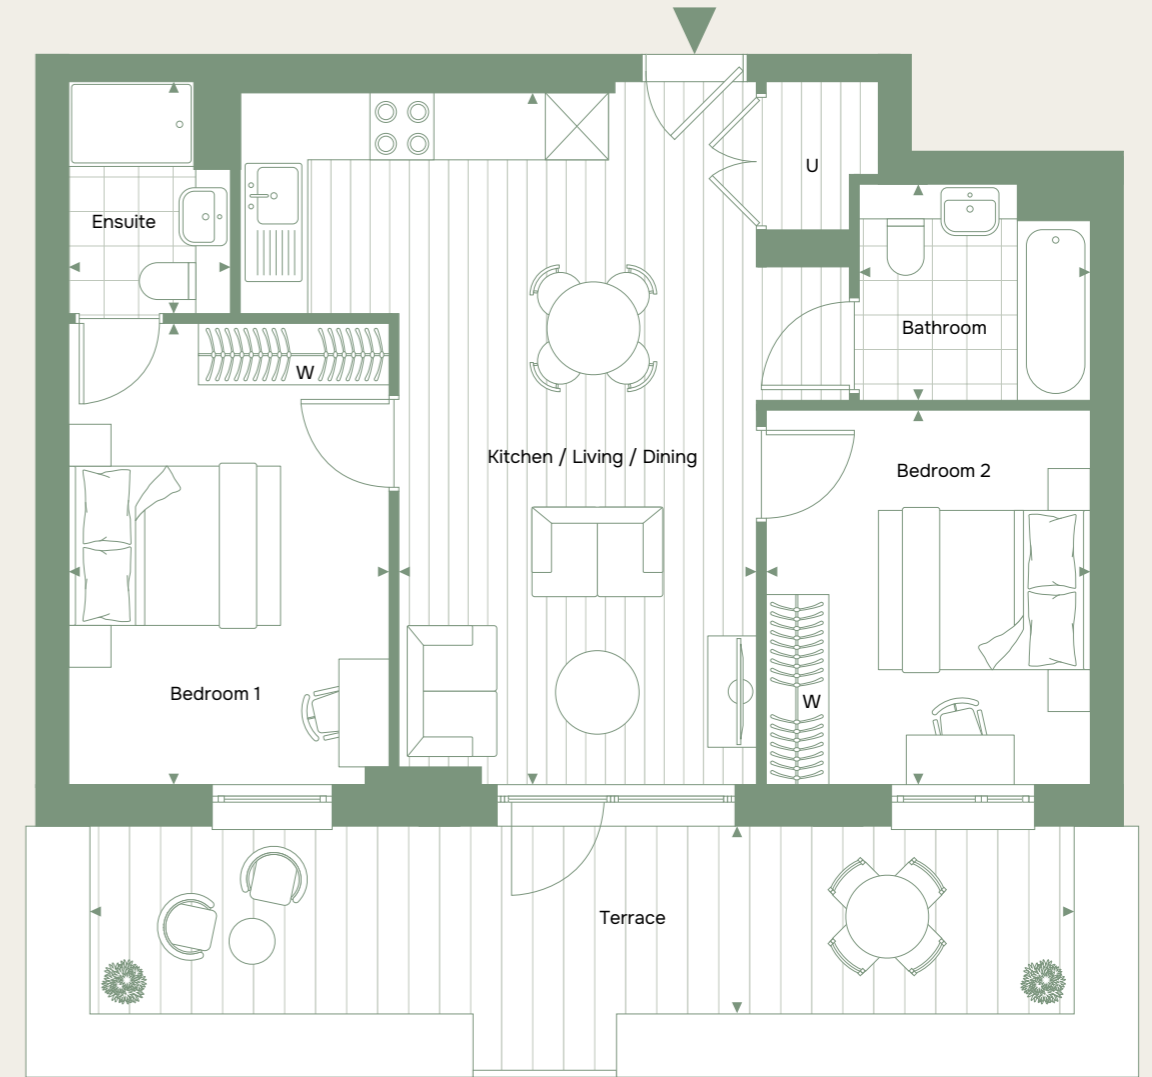 U
Ensuite
Bathroom
W
Kitchen / Living / Dining
Bedroom 2
Bedroom 1
W
Terrace